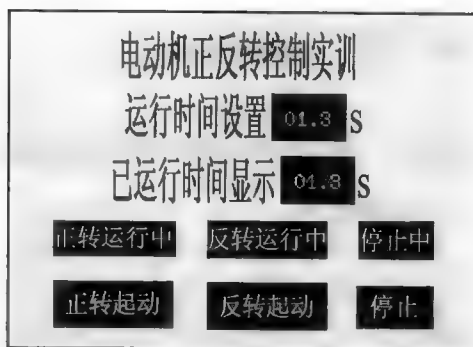 电动机正反转控制实训
运行时间设置 01.3 S
已运行时间显示 01.3 S
正转运行中 反转运行中 停止中
正转起动 反转起动 停止